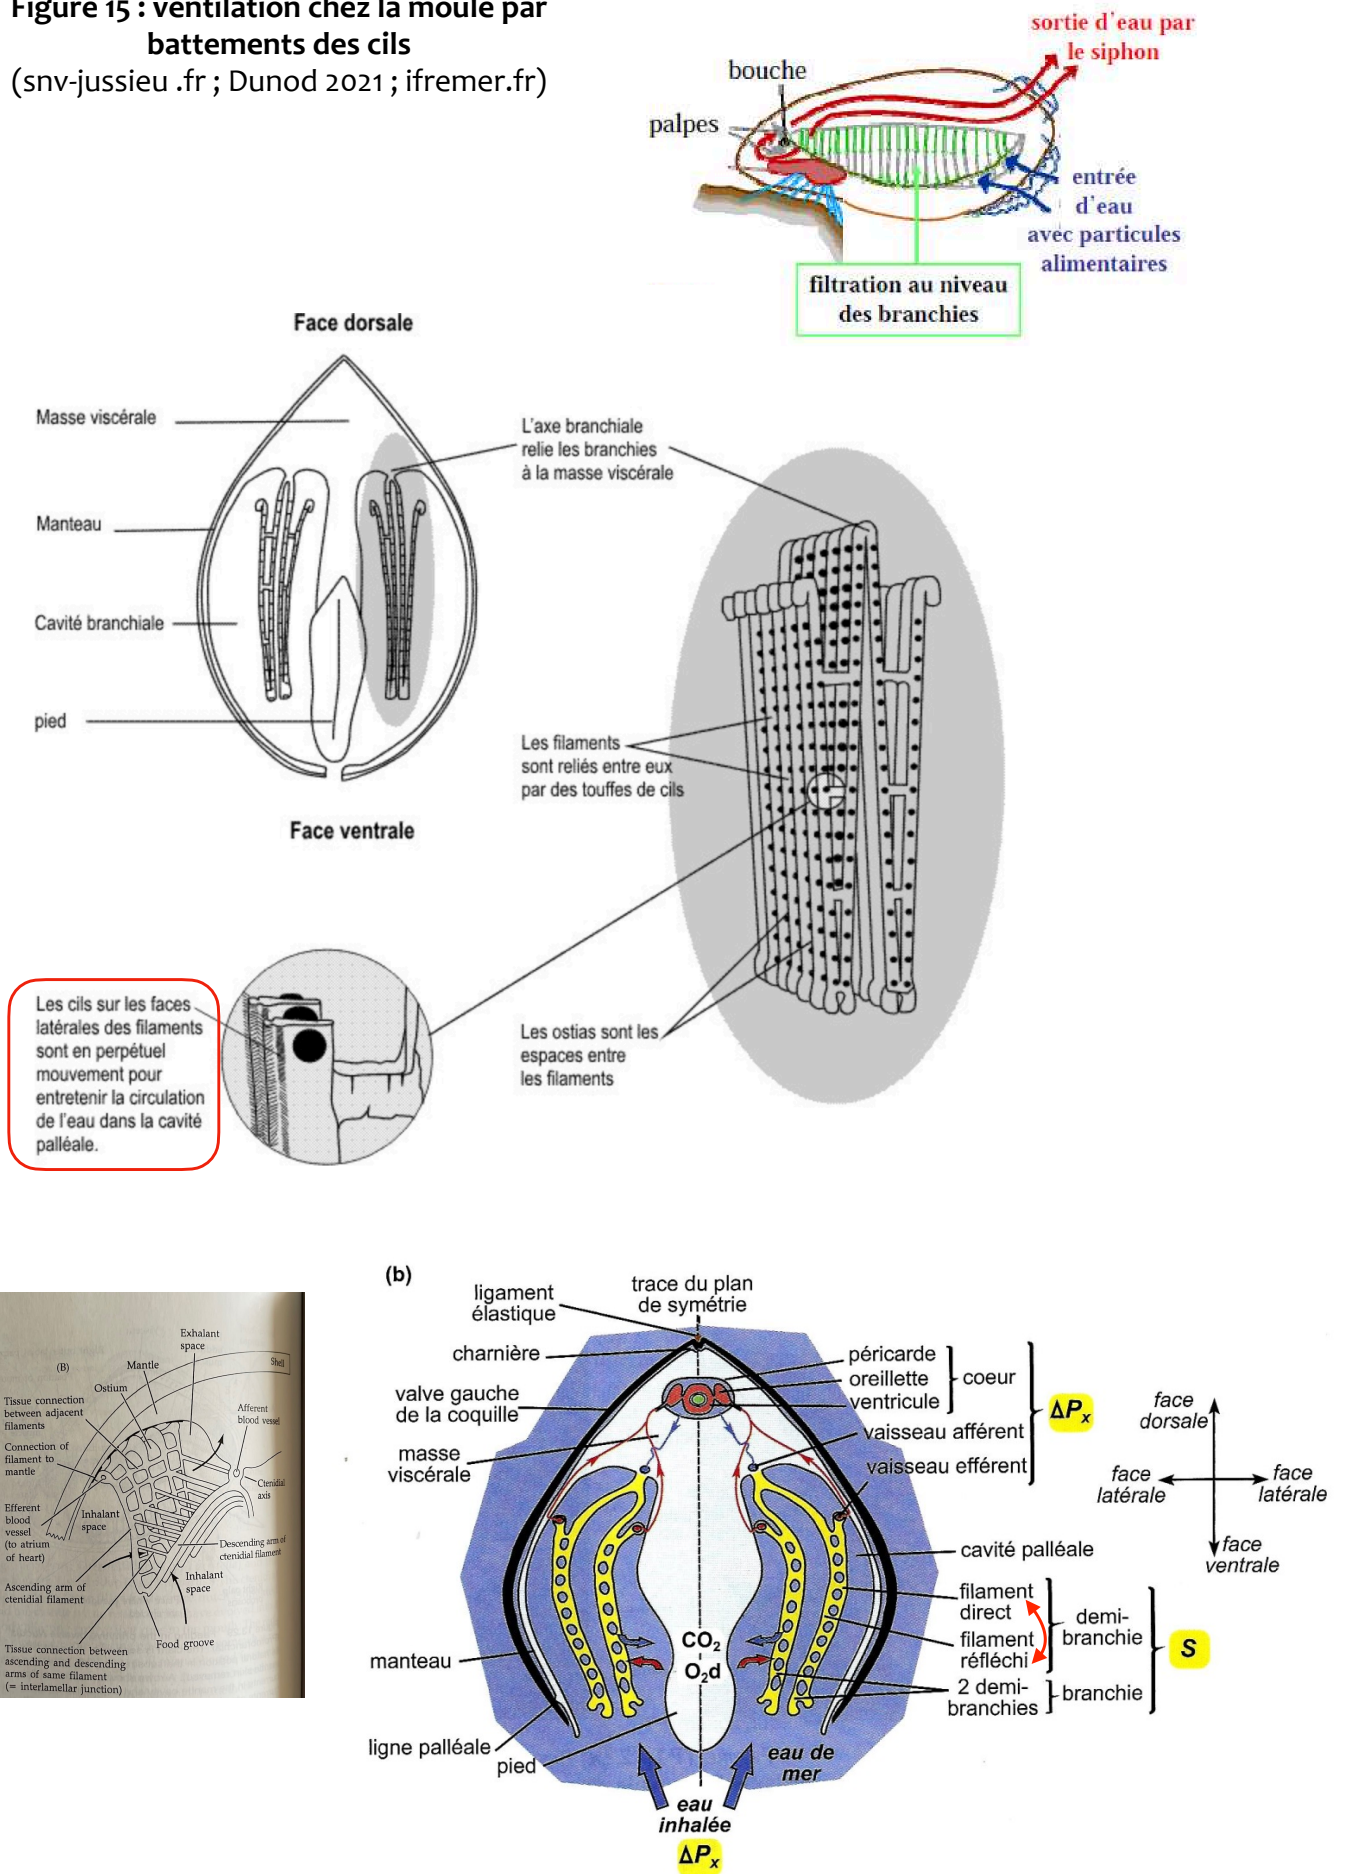 Figure 15 : ventilation chez la moule par
battements des cils
(snv-jussieu .fr ; Dunod 2021 ; ifremer.fr)
sortie d'eau par
le siphon
bouche
palpes
entrée
d'eau
avec particules
alimentaires
filtration au niveau
des branchies
Face dorsale
Masse viscérale
Manteau
Cavité branchiale
pied
Face ventrale
L'axe branchiale
relie les branchies
à la masse viscérale
Les filaments
sont reliés entre eux
par des touffes de cils
Les ostias sont les
espaces entre
les filaments
Les cils sur les faces
latérales des filaments
sont en perpétuel
mouvement pour
entretenir la circulation
de l'eau dans la cavité
palléale.
(B)
Exhalant
space
Mantle
Shell
Ostium
Tissue connection
between adjacent
filaments
Afferent
blood vessel
Connection of
filament to
mantle
Ctenidial
axis
Efferent
blood
vessel
(to atrium
of heart)
Inhalant
space
Descending arm of
ctenidial filament
Ascending arm of
ctenidial filament
Inhalant
space
Food groove
Tissue connection between
ascending and descending
arms of same filament
(= interlamellar junction)
(b)
ligament
élastique
trace du plan
de symétrie
charnière
valve gauche
de la coquille
masse
viscérale
péricarde
oreillette
ventricule
coeur
ΔPx
vaisseau afférent
vaisseau efférent
face
dorsale
face
latérale
face
latérale
face
ventrale
cavité palléale
filament
direct
filament
réfléchi
demi-
branchie
2 demi-
branchies
branchie
S
CO2
O2d
manteau
ligne palléale
pied
eau de
mer
eau
inhalée
ΔPx